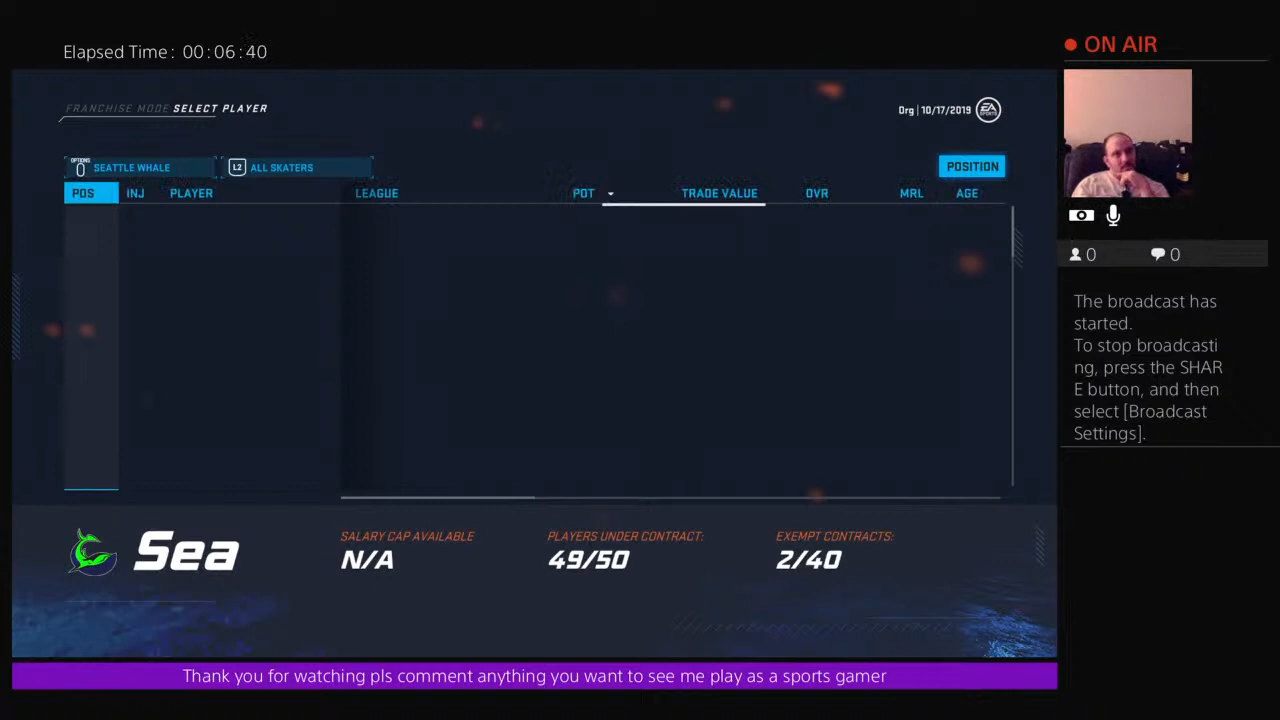 Elapsed Time: 00:06:40
ON AIR
FRANCHISE MODE SELECT PLAYER
Org | 10/17/2019
EA SPORTS
OPTIONS SEATTLE WHALE
L2 ALL SKATERS
POSITION
POS INJ PLAYER LEAGUE POT TRADE VALUE OVR MRL AGE
0 0
The broadcast has
started.
To stop broadcasti
ng, press the SHAR
E button, and then
select [Broadcast
Settings].
Sea
SALARY CAP AVAILABLE
N/A
PLAYERS UNDER CONTRACT:
49/50
EXEMPT CONTRACTS:
2/40
Thank you for watching pls comment anything you want to see me play as a sports gamer